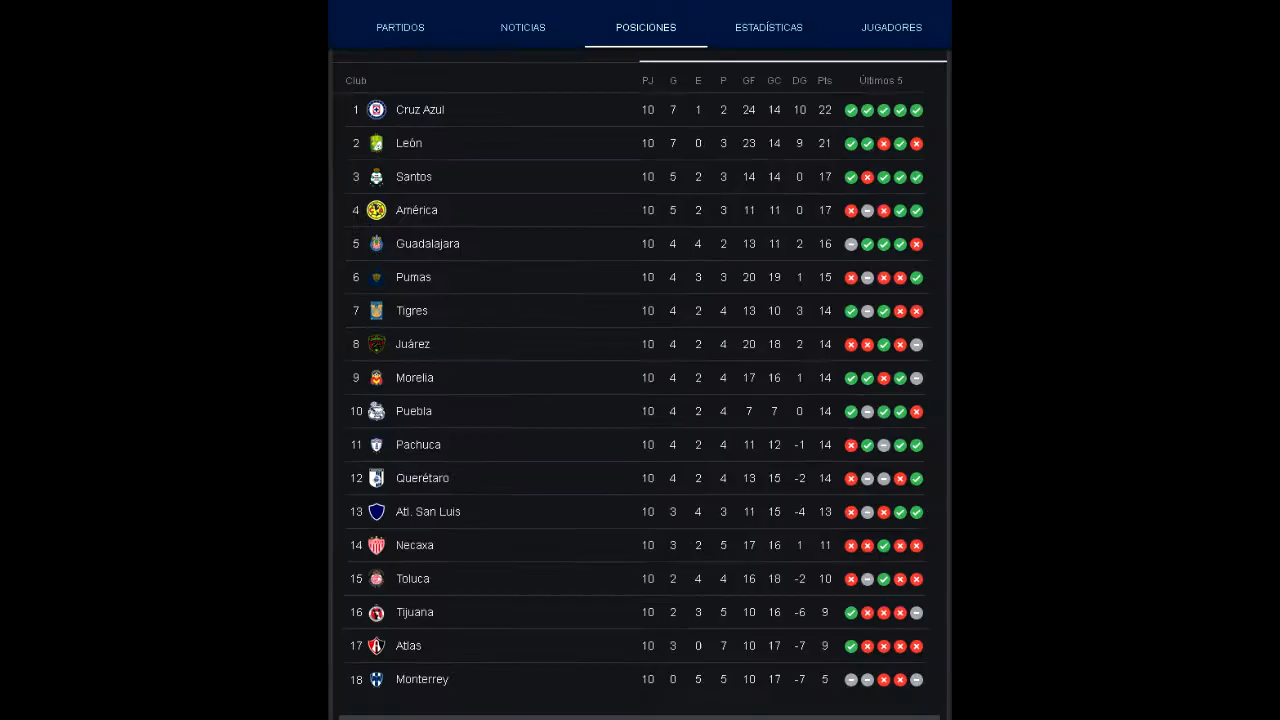 PARTIDOS NOTICIAS POSICIONES ESTADÍSTICAS JUGADORES
Club PJ G E P GF GC DG Pts Últimos 5
1 Cruz Azul 10 7 1 2 24 14 10 22
2 León 10 7 0 3 23 14 9 21
3 Santos 10 5 2 3 14 14 0 17
4 América 10 5 2 3 11 11 0 17
5 Guadalajara 10 4 4 2 13 11 2 16
6 Pumas 10 4 3 3 20 19 1 15
7 Tigres 10 4 2 4 13 10 3 14
8 Juárez 10 4 2 4 20 18 2 14
9 Morelia 10 4 2 4 17 16 1 14
10 Puebla 10 4 2 4 7 7 0 14
11 Pachuca 10 4 2 4 11 12 -1 14
12 Querétaro 10 4 2 4 13 15 -2 14
13 Atl. San Luis 10 3 4 3 11 15 -4 13
14 Necaxa 10 3 2 5 17 16 1 11
15 Toluca 10 2 4 4 16 18 -2 10
16 Tijuana 10 2 3 5 10 16 -6 9
17 Atlas 10 3 0 7 10 17 -7 9
18 Monterrey 10 0 5 5 10 17 -7 5